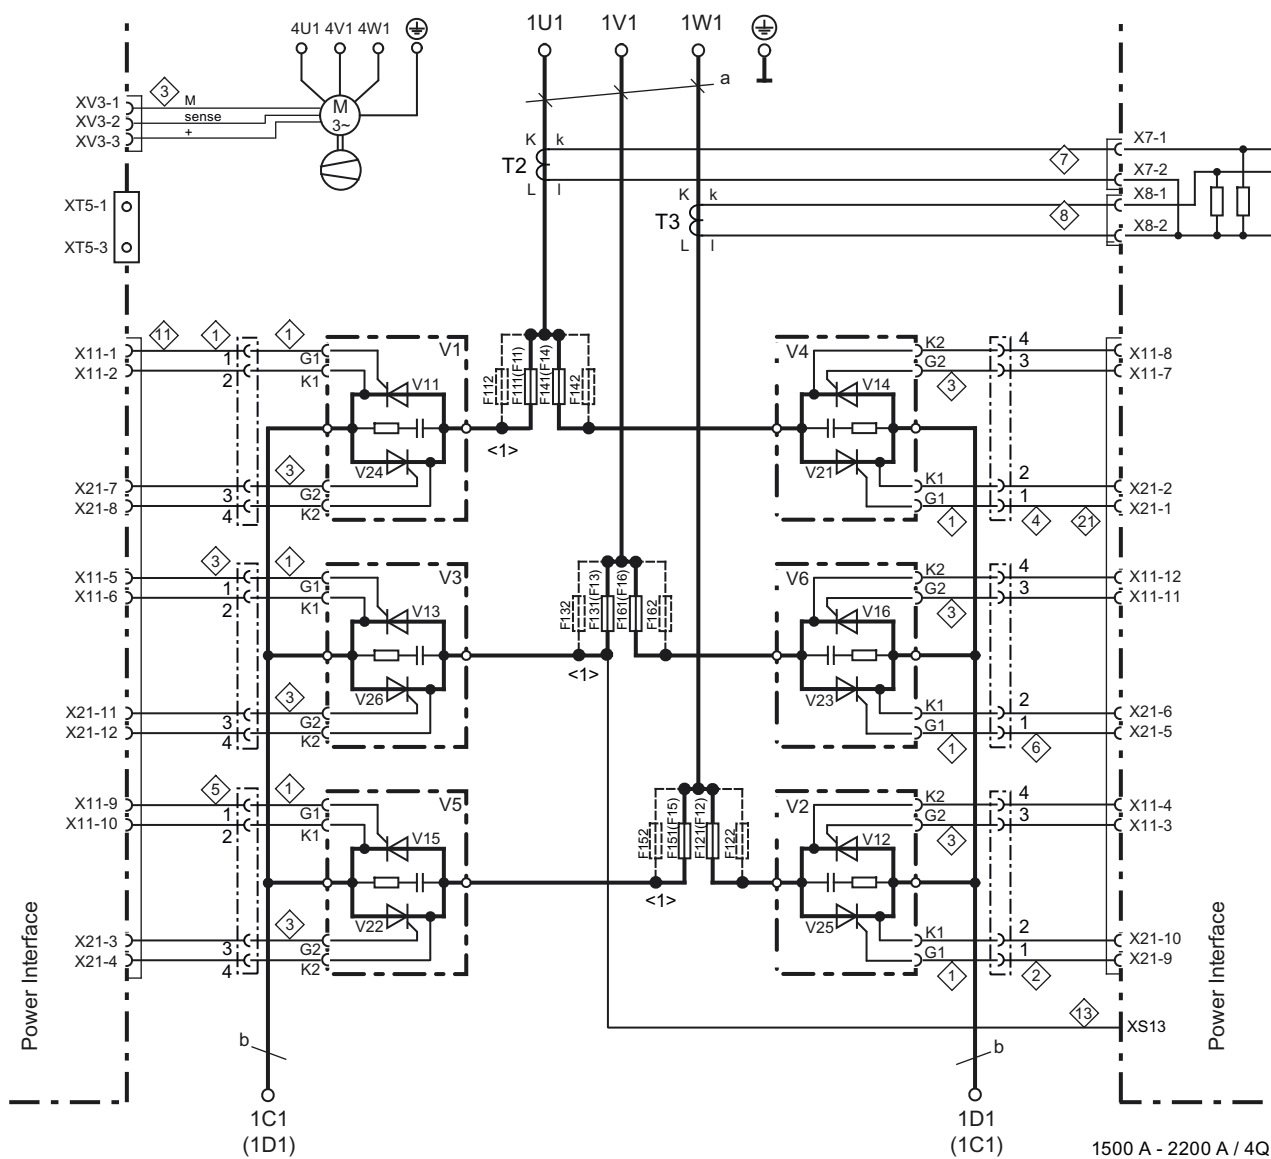 4U1 4V1 4W1
1U1 1V1 1W1
a
XV3-1 3 M
XV3-2 sense
XV3-3 +
M
3~
XT5-1
XT5-3
K k
T2
L l
7
X7-1
X7-2
K k
T3
L l
8
X8-1
X8-2
11 1 1
X11-1 1 G1
X11-2 2 K1
V1
V11
V24
3
X21-7 3 G2
X21-8 4 K2
F112 F111(F11) F141(F14) F142
<1>
V4
V14
V21
K2 4 X11-8
G2 3 X11-7
3
K1 2 X21-2
G1 1 X21-1
1 4 21
3 1
X11-5 1 G1
X11-6 2 K1
V3
V13
V26
3
X21-11 3 G2
X21-12 4 K2
F132 F131(F13) F161(F16) F162
<1>
V6
V16
V23
K2 4 X11-12
G2 3 X11-11
3
K1 2 X21-6
G1 1 X21-5
1 6
5 1
X11-9 1 G1
X11-10 2 K1
V5
V15
V22
3
X21-3 3 G2
X21-4 4 K2
F152 F151(F15) F121(F12) F122
<1>
V2
V12
V25
K2 4 X11-4
G2 3 X11-3
3
K1 2 X21-10
G1 1 X21-9
1 2
13
XS13
Power Interface
Power Interface
b
b
1C1
(1D1)
1D1
(1C1)
1500 A - 2200 A / 4Q